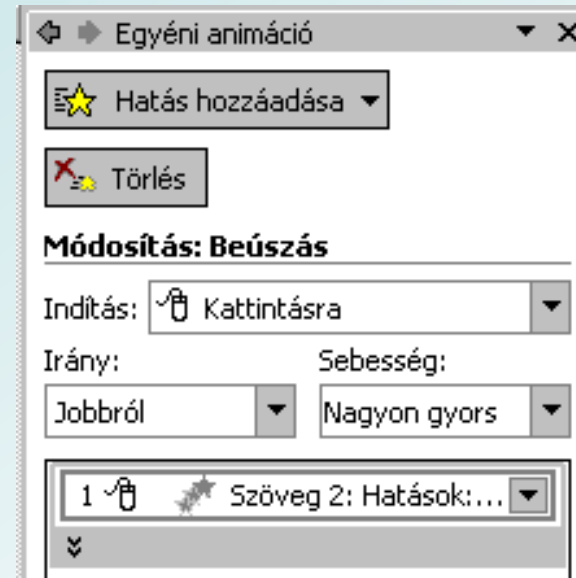 Egyéni animáció
Hatás hozzáadása
Törlés
Módosítás: Beúszás
Indítás: Kattintásra
Irány: Sebesség:
Jobbról Nagyon gyors
1 Szöveg 2: Hatások:...